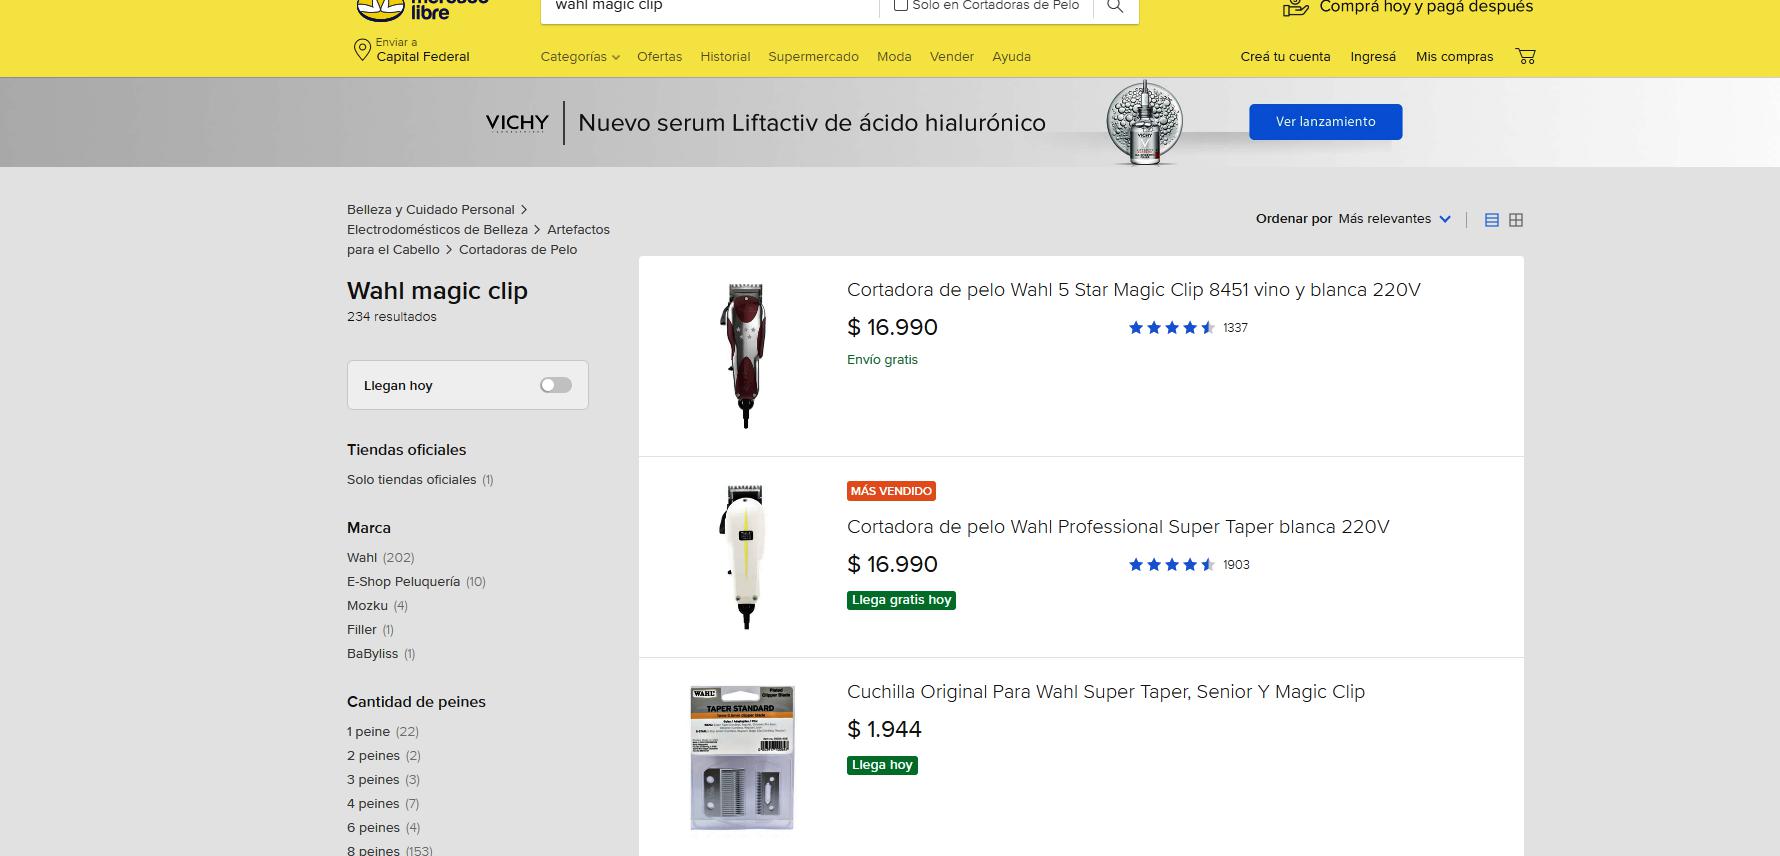 libre
wahl magic clip
Solo en Cortadoras de Pelo
Comprá hoy y pagá después
Enviar a
Capital Federal
Categorías
Ofertas
Historial
Supermercado
Moda
Vender
Ayuda
Creá tu cuenta
Ingresá
Mis compras
VICHY
Nuevo serum Liftactiv de ácido hialurónico
VICHY
Ver lanzamiento
Belleza y Cuidado Personal >
Electrodomésticos de Belleza > Artefactos
para el Cabello > Cortadoras de Pelo
Wahl magic clip
234 resultados
Llegan hoy
Tiendas oficiales
Solo tiendas oficiales (1)
Marca
Wahl (202)
E-Shop Peluquería (10)
Mozku (4)
Filler (1)
BaByliss (1)
Cantidad de peines
1 peine (22)
2 peines (2)
3 peines (3)
4 peines (7)
6 peines (4)
8 peines (153)
Ordenar por Más relevantes
Cortadora de pelo Wahl 5 Star Magic Clip 8451 vino y blanca 220V
$ 16.990
1337
Envío gratis
MÁS VENDIDO
Cortadora de pelo Wahl Professional Super Taper blanca 220V
$ 16.990
1903
Llega gratis hoy
WAHL
TAPER STANDARD
Cuchilla Original Para Wahl Super Taper, Senior Y Magic Clip
$ 1.944
Llega hoy